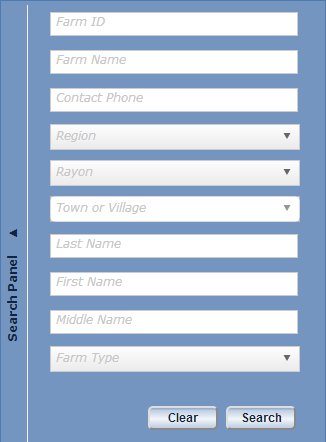 Farm ID
Farm Name
Contact Phone
Region
Rayon
Town or Village
Last Name
First Name
Middle Name
Farm Type
Search Panel
Clear
Search